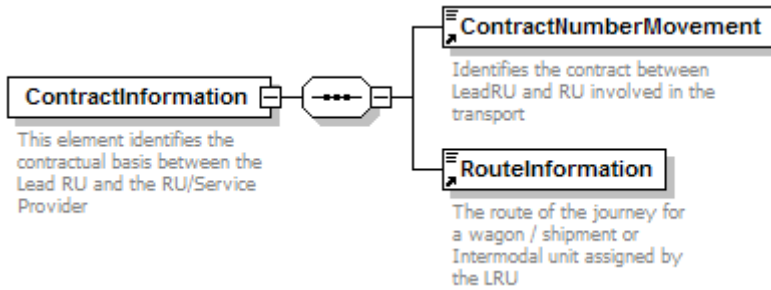 ContractNumberMovement
Identifies the contract between
LeadRU and RU involved in the
transport
ContractInformation
This element identifies the
contractual basis between the
Lead RU and the RU/Service
Provider
RouteInformation
The route of the journey for
a wagon / shipment or
Intermodal unit assigned by
the LRU